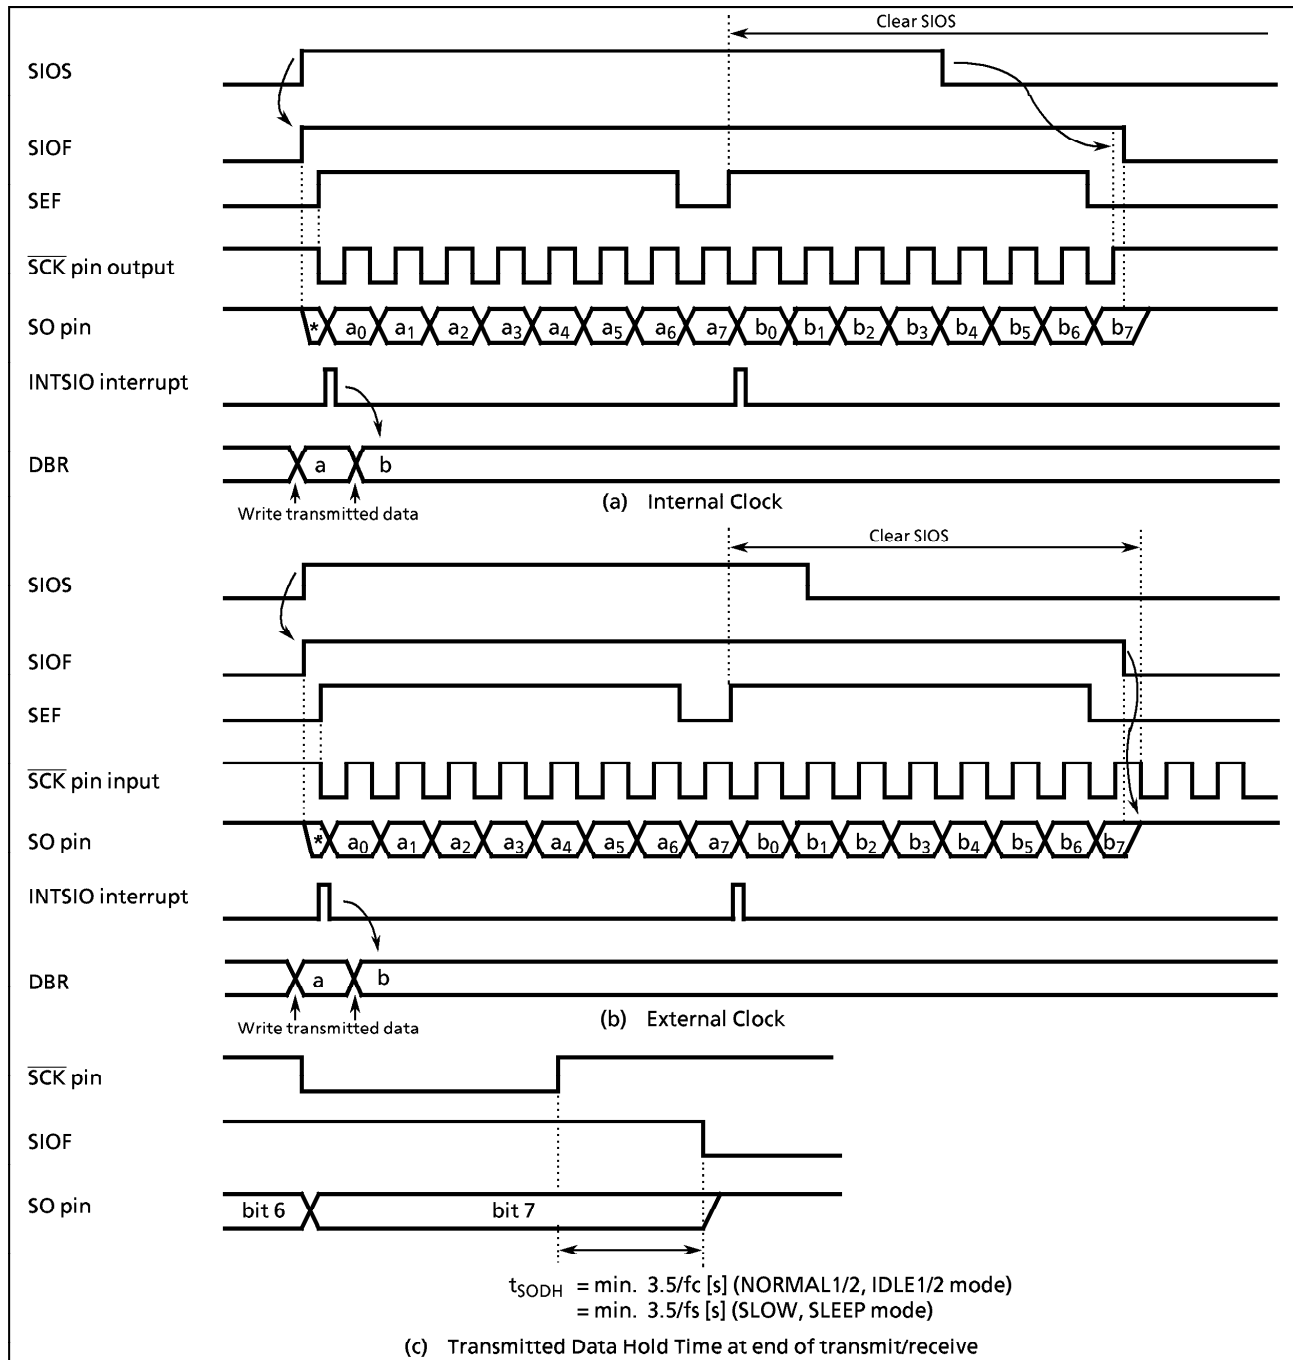 Clear SIOS
SIOS
SIOF
SEF
SCK pin output
SO pin
* a0 a1 a2 a3 a4 a5 a6 a7 b0 b1 b2 b3 b4 b5 b6 b7
INTSIO interrupt
DBR
a b
Write transmitted data
(a) Internal Clock
Clear SIOS
SIOS
SIOF
SEF
SCK pin input
SO pin
* a0 a1 a2 a3 a4 a5 a6 a7 b0 b1 b2 b3 b4 b5 b6 b7
INTSIO interrupt
DBR
a b
Write transmitted data
(b) External Clock
SCK pin
SIOF
SO pin
bit 6 bit 7
tSODH = min. 3.5/fc [s] (NORMAL1/2, IDLE1/2 mode)
= min. 3.5/fs [s] (SLOW, SLEEP mode)
(c) Transmitted Data Hold Time at end of transmit/receive